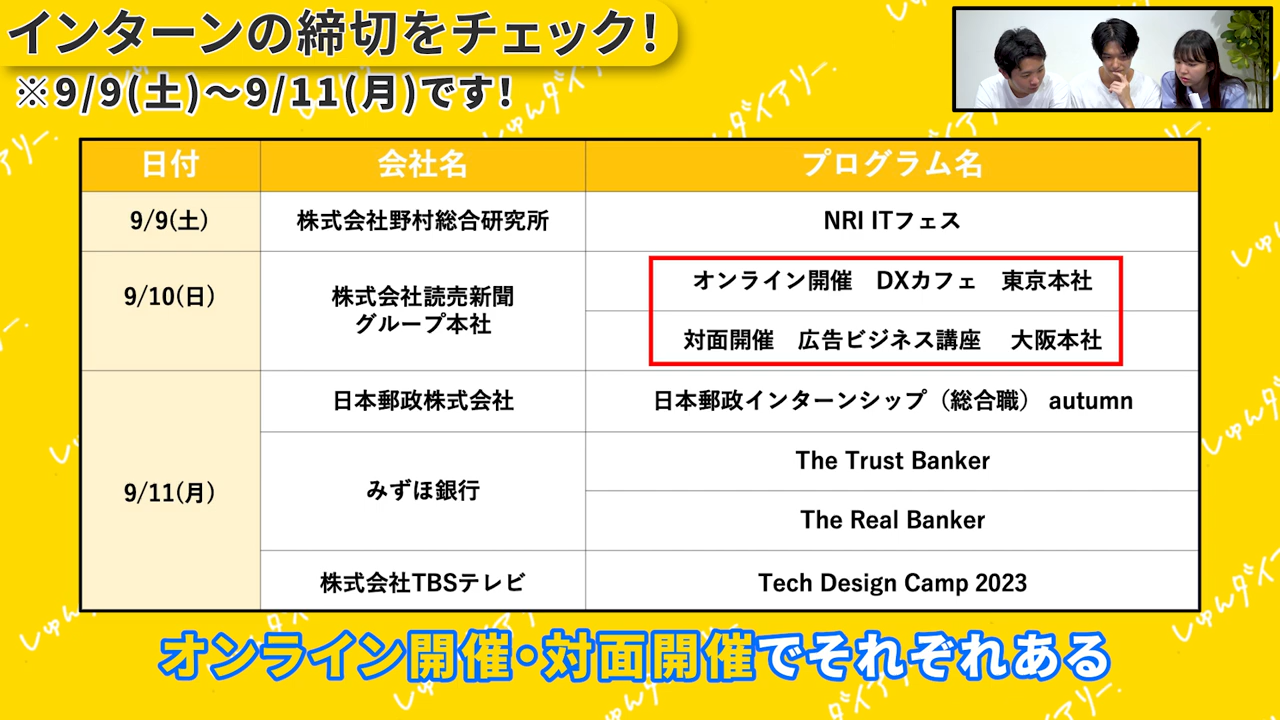 インターンの締切をチェック!
※9/9(土)~9/11(月)です!
日付 会社名 プログラム名
9/9(土) 株式会社野村総合研究所 NRI ITフェス
9/10(日) 株式会社読売新聞
グループ本社
オンライン開催 DXカフェ 東京本社
対面開催 広告ビジネス講座 大阪本社
9/11(月) 日本郵政株式会社 日本郵政インターンシップ(総合職) autumn
みずほ銀行 The Trust Banker
The Real Banker
株式会社TBSテレビ Tech Design Camp 2023
オンライン開催・対面開催でそれぞれある
しゅんダイアリー.